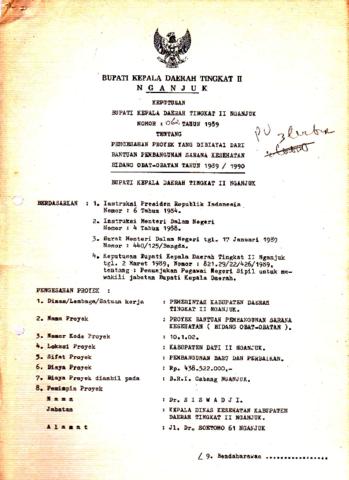 BUPATI KEPALA DAERAH TINGKAT II
NGANJUK
KEPUTUSAN
BUPATI KEPALA DAERAH TINGKAT II NGANJUK
NOMOR : 062 TAHUN 1989
TENTANG
PENGESAHAN PROYEK YANG DIBIAYAI DARI
BANTUAN PEMBANGUNAN SARANA KESEHATAN
BIDANG OBAT-OBATAN TAHUN 1989 / 1990
BUPATI KEPALA DAERAH TINGKAT II NGANJUK
BERDASARKAN : 1. Instruksi Presiden Republik Indonesia
Nomor : 6 Tahun 1984.
2. Instruksi Menteri Dalam Negeri
Nomor : 4 Tahun 1988.
3. Surat Menteri Dalam Negeri tgl. 17 Januari 1989
Nomor : 440/125/Bangda.
4. Keputusan Bupati Kepala Daerah Tingkat II Nganjuk
tgl. 2 Maret 1989, Nomor : 821.29/22/426/1989,
tentang : Penunjukan Pegawai Negeri Sipil untuk me-
wakili jabatan Bupati Kepala Daerah.
PENGESAHAN PROYEK :
1. Dinas/Lembaga/Satuan kerja : PEMERINTAH KABUPATEN DAERAH
TINGKAT II NGANJUK.
2. Nama Proyek : PROYEK BANTUAN PEMBANGUNAN SARANA
KESEHATAN ( BIDANG OBAT-OBATAN ).
3. Nomor Kode Proyek : 10.1.02.
4. Lokasi Proyek : KABUPATEN DATI II NGANJUK.
5. Sifat Proyek : PEMBANGUNAN BARU DAN PERBAIKAN.
6. Biaya Proyek : Rp. 438.522.000,-
7. Biaya Proyek diambil pada : B.R.I. Cabang NGANJUK.
8. Pemimpin Proyek
N a m a : Dr. S I S W A D J I.
Jabatan : KEPALA DINAS KESEHATAN KABUPATEN
DAERAH TINGKAT II NGANJUK.
A l a m a t : Jl. Dr. SOETOMO 61 NGANJUK
9. Bendaharawan .................